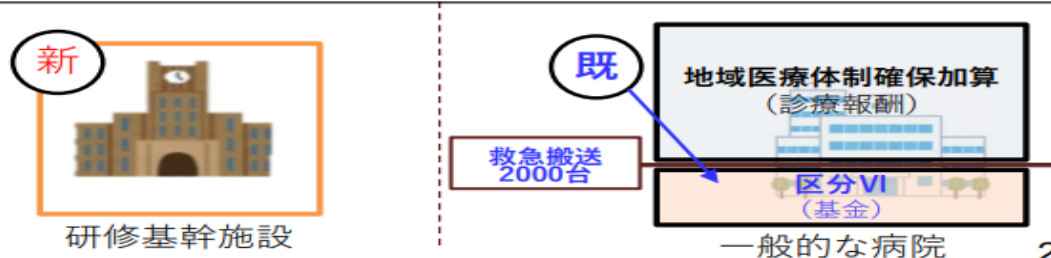 新
研修基幹施設
既
地域医療体制確保加算
（診療報酬）
救急搬送
2000台
区分Ⅵ
（基金）
一般的な病院
2